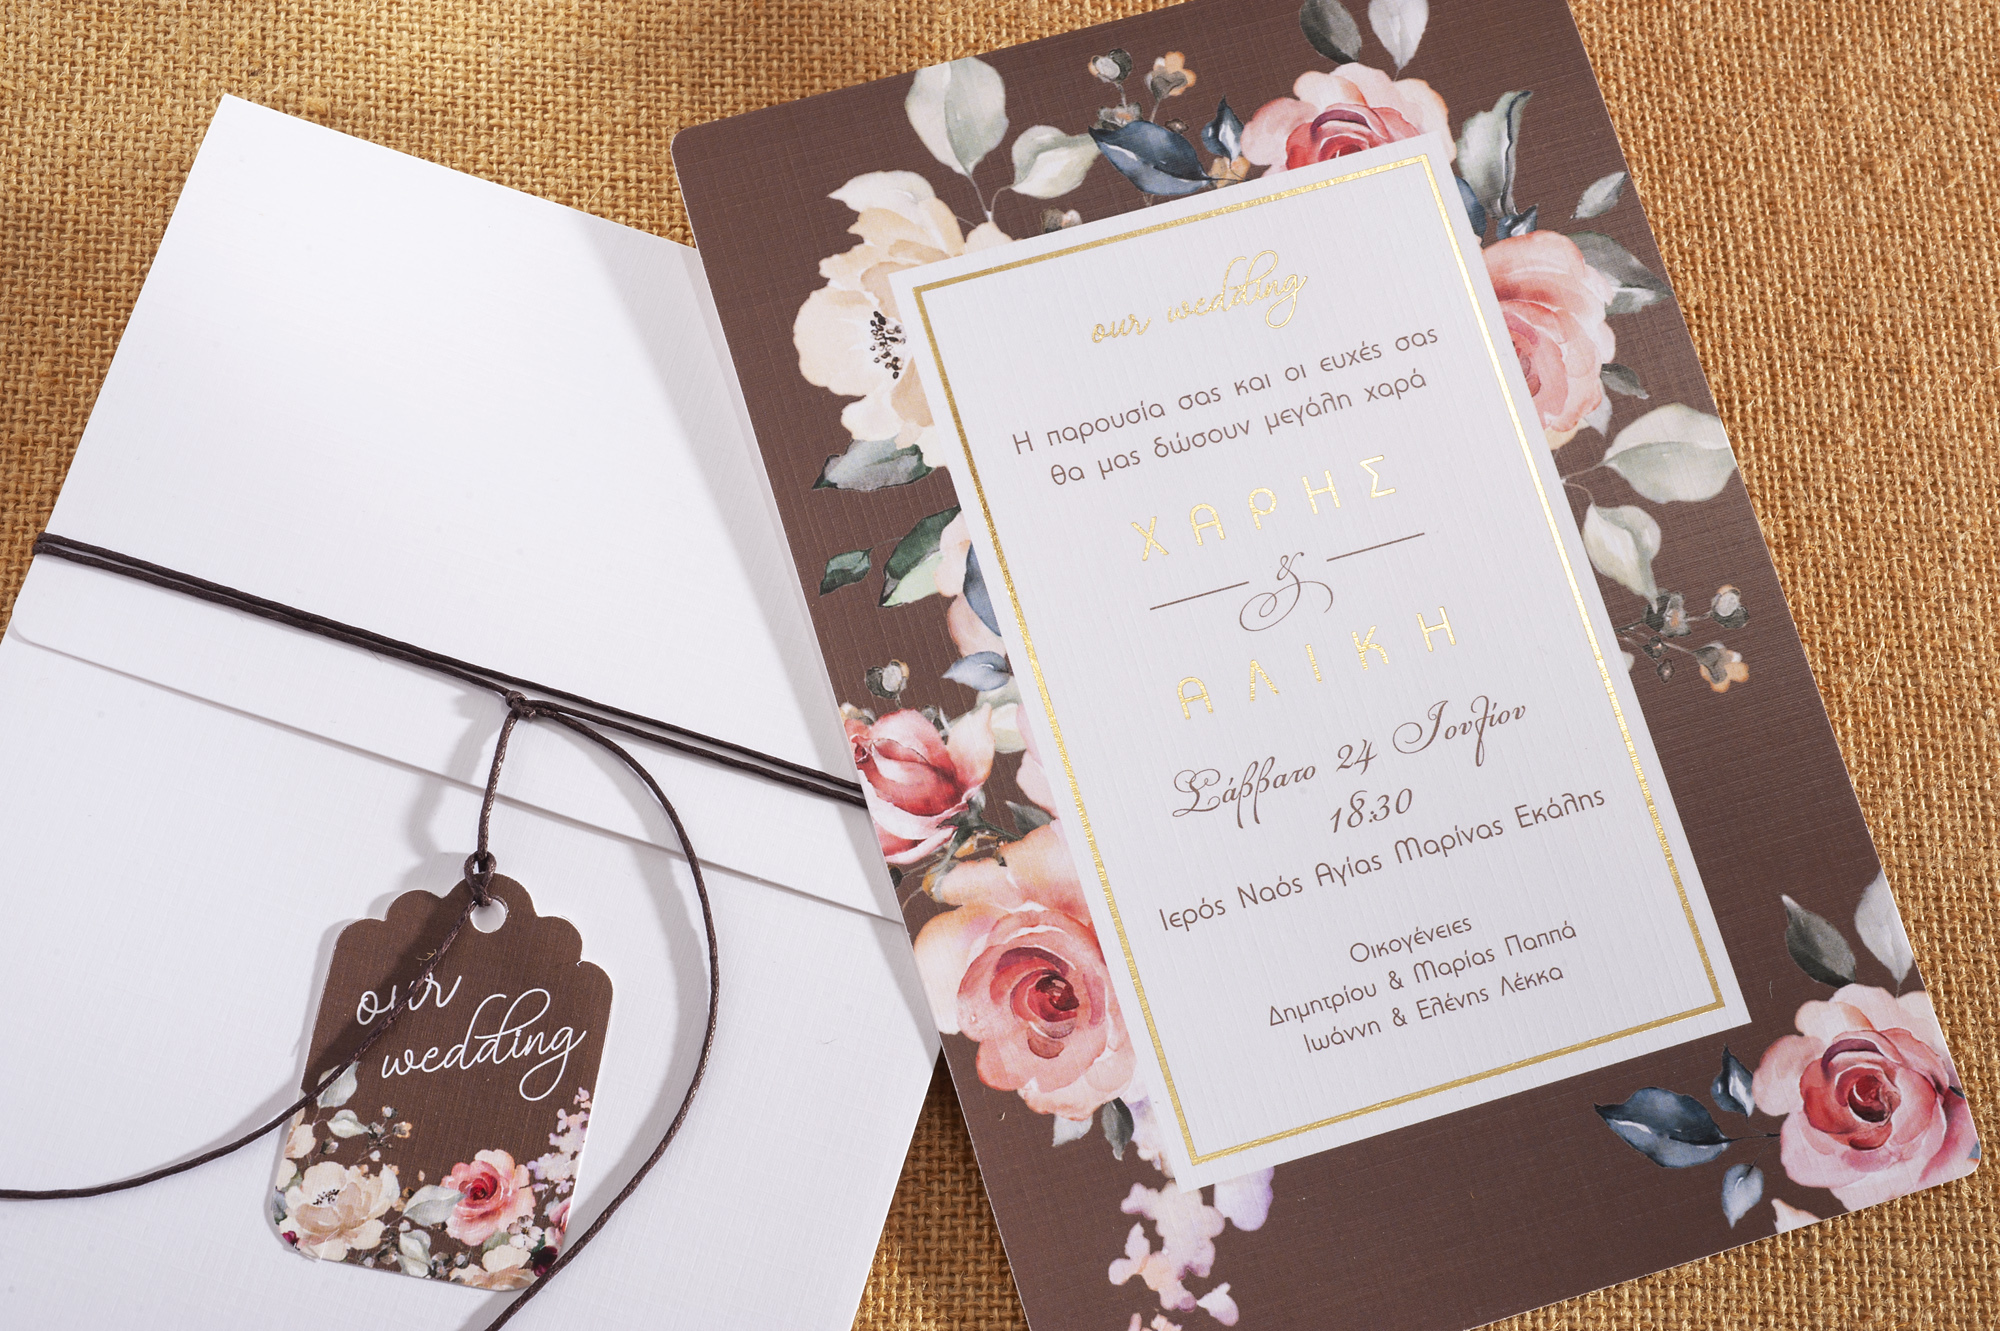 our wedding
Η παρουσία σας και οι ευχές σας
θα μας δώσουν μεγάλη χαρά
ΧΑΡΗΣ
&
ΑΛΙΚΗ
Σάββατο 24 Ιουλίου
18:30
Ιερός Ναός Αγίας Μαρίνας Εκάλης
Οικογένειες
Δημητρίου & Μαρίας Παππά
Ιωάννη & Ελένης Λέκκα
our
wedding